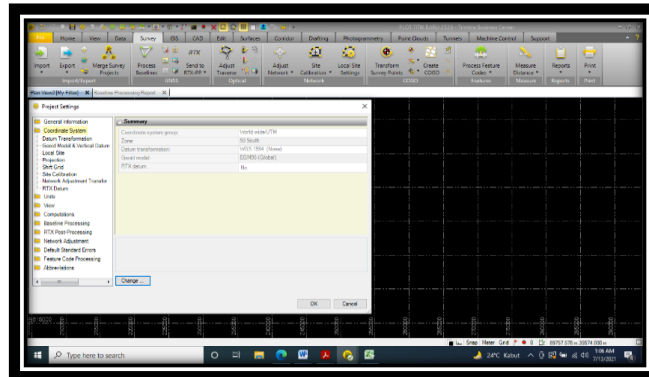 File Home View Data Survey GIS CAD Edit Surfaces Corridor Drafting Photogrammetry Point Clouds Tunnels Machine Control Support
Import Export Merge Survey Projects Process Baselines Send to RTX-PP Adjust Traverse Adjust Network Site Calibration Local Site Settings Transform Survey Points Create COGO Process Feature Codes Measure Distance Reports Print
RTX
Import/Export GNSS Optical Network COGO Features Measure Reports Print
Plan View [My Filter] Baseline Processing Report
Project Settings
General Information
Coordinate System
Datum Transformation
Geoid Model & Vertical Datum
Local Site
Projection
Shift Grid
Site Calibration
Network Adjustment Transfer
RTX Datum
Units
View
Computations
Baseline Processing
RTX Post-Processing
Network Adjustment
Default Standard Errors
Feature Code Processing
Abbreviations
Summary
Coordinate system group: World wide/UTM
Zone 50 South
Datum transformation: WGS 1984
Geoid model: EGM96 (Global)
RTX datum:
Change ...
OK Cancel
Snap Meter Grid
Type here to search
24°C Kabut
1:06 AM
7/13/2021